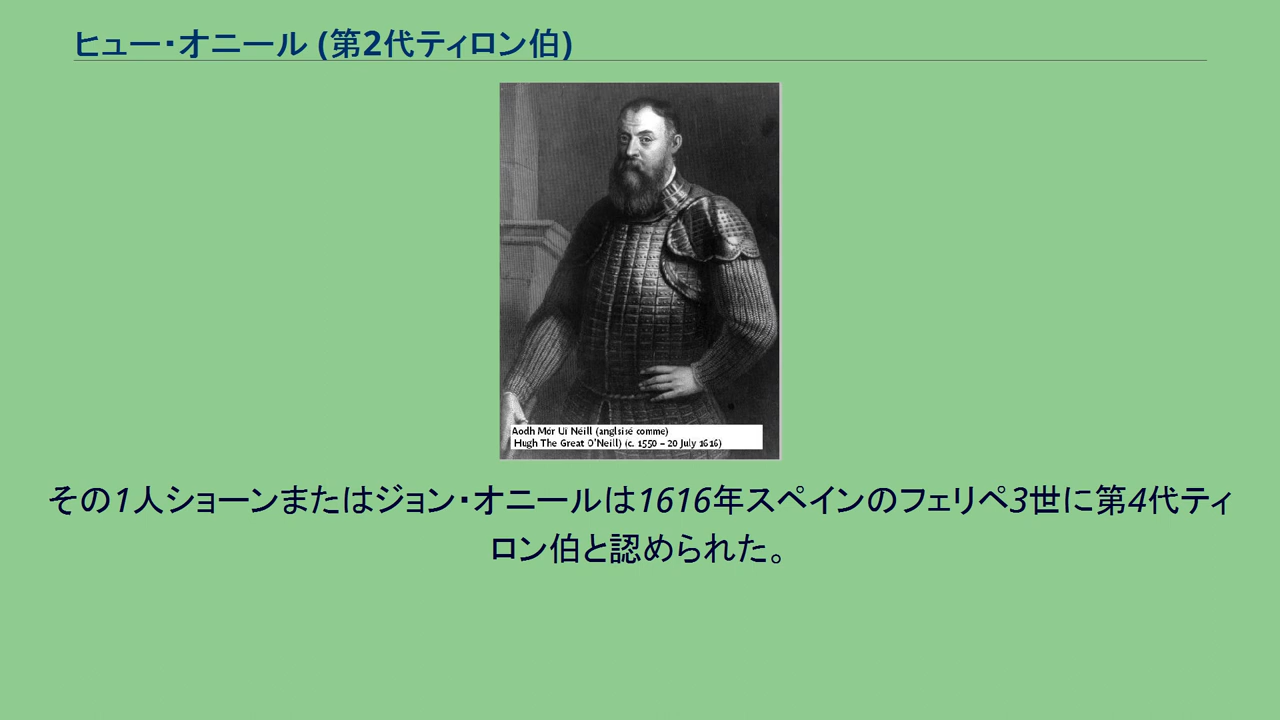 ヒュー・オニール (第2代ティロン伯)
Aodh Mór Uí Néill (anglsisé comme)
Hugh The Great O'Neill) (c. 1550 – 20 July 1616)
その1人ショーンまたはジョン・オニールは1616年スペインのフェリペ3世に第4代ティ
ロン伯と認められた。